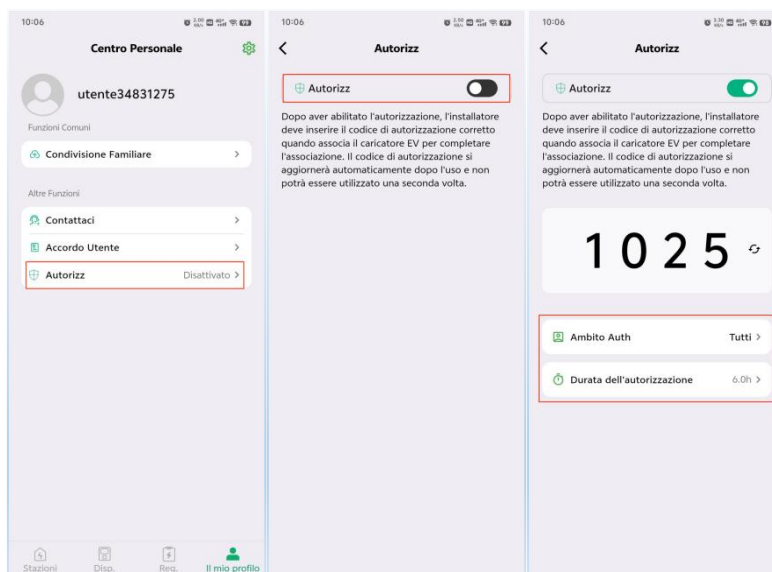 10:06
99
Centro Personale
utente34831275
Funzioni Comuni
Condivisione Familiare
Altre Funzioni
Contattaci
Accordo Utente
Autorizz Disattivato
Stazioni Disp. Reg. Il mio profilo
10:06
99
Autorizz
Autorizz
Dopo aver abilitato l'autorizzazione, l'installatore
deve inserire il codice di autorizzazione corretto
quando associa il caricatore EV per completare
l'associazione. Il codice di autorizzazione si
aggiornerà automaticamente dopo l'uso e non
potrà essere utilizzato una seconda volta.
10:06
Autorizz
Autorizz
Dopo aver abilitato l'autorizzazione, l'installatore
deve inserire il codice di autorizzazione corretto
quando associa il caricatore EV per completare
l'associazione. Il codice di autorizzazione si
aggiornerà automaticamente dopo l'uso e non
potrà essere utilizzato una seconda volta.
1025
Ambito Auth Tutti
Durata dell'autorizzazione 6.0h